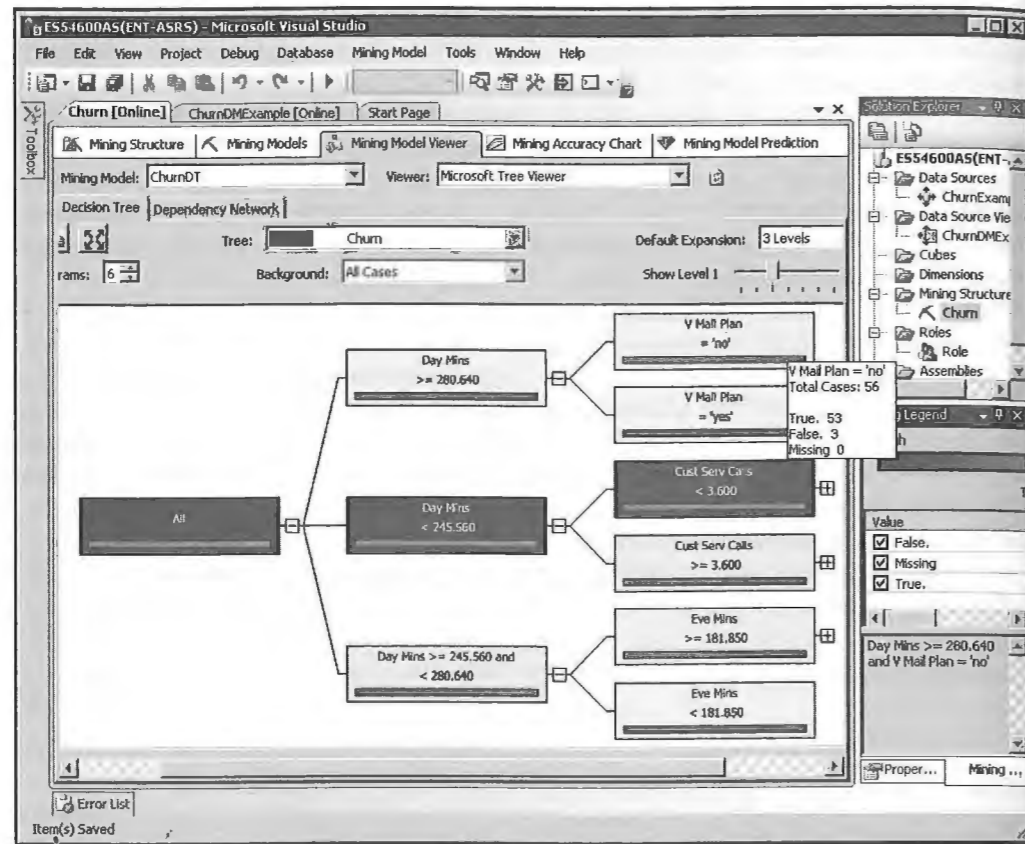 ES54600AS(ENT-ASRS) - Microsoft Visual Studio
File Edit View Project Debug Database Mining Model Tools Window Help
Toolbox
Churn [Online] ChurnDMExample [Online] Start Page
Solution Explorer
Mining Structure Mining Models Mining Model Viewer Mining Accuracy Chart Mining Model Prediction
Mining Model: ChurnDT Viewer: Microsoft Tree Viewer
Decision Tree Dependency Network
Tree: Churn Default Expansion: 3 Levels
rams: 6 Background: All Cases Show Level 1
ES54600AS(ENT-
Data Sources
ChurnExam
Data Source Vie
ChurnDMEx
Cubes
Dimensions
Mining Structure
Churn
Roles
Role
Assemblies
All
Day Mins
>= 280.640
Day Mins
< 245.560
Day Mins >= 245.560 and
< 280.640
V Mail Plan
= 'no'
V Mail Plan
= 'yes'
Cust Serv Calls
< 3.600
Cust Serv Calls
>= 3.600
Eve Mins
>= 181.850
Eve Mins
< 181.850
V Mail Plan = 'no'
Total Cases: 56
True. 53
False. 3
Missing 0
Legend
Value
False.
Missing
True.
Day Mins >= 280.640
and V Mail Plan = 'no'
Proper... Mining ...
Error List
Item(s) Saved